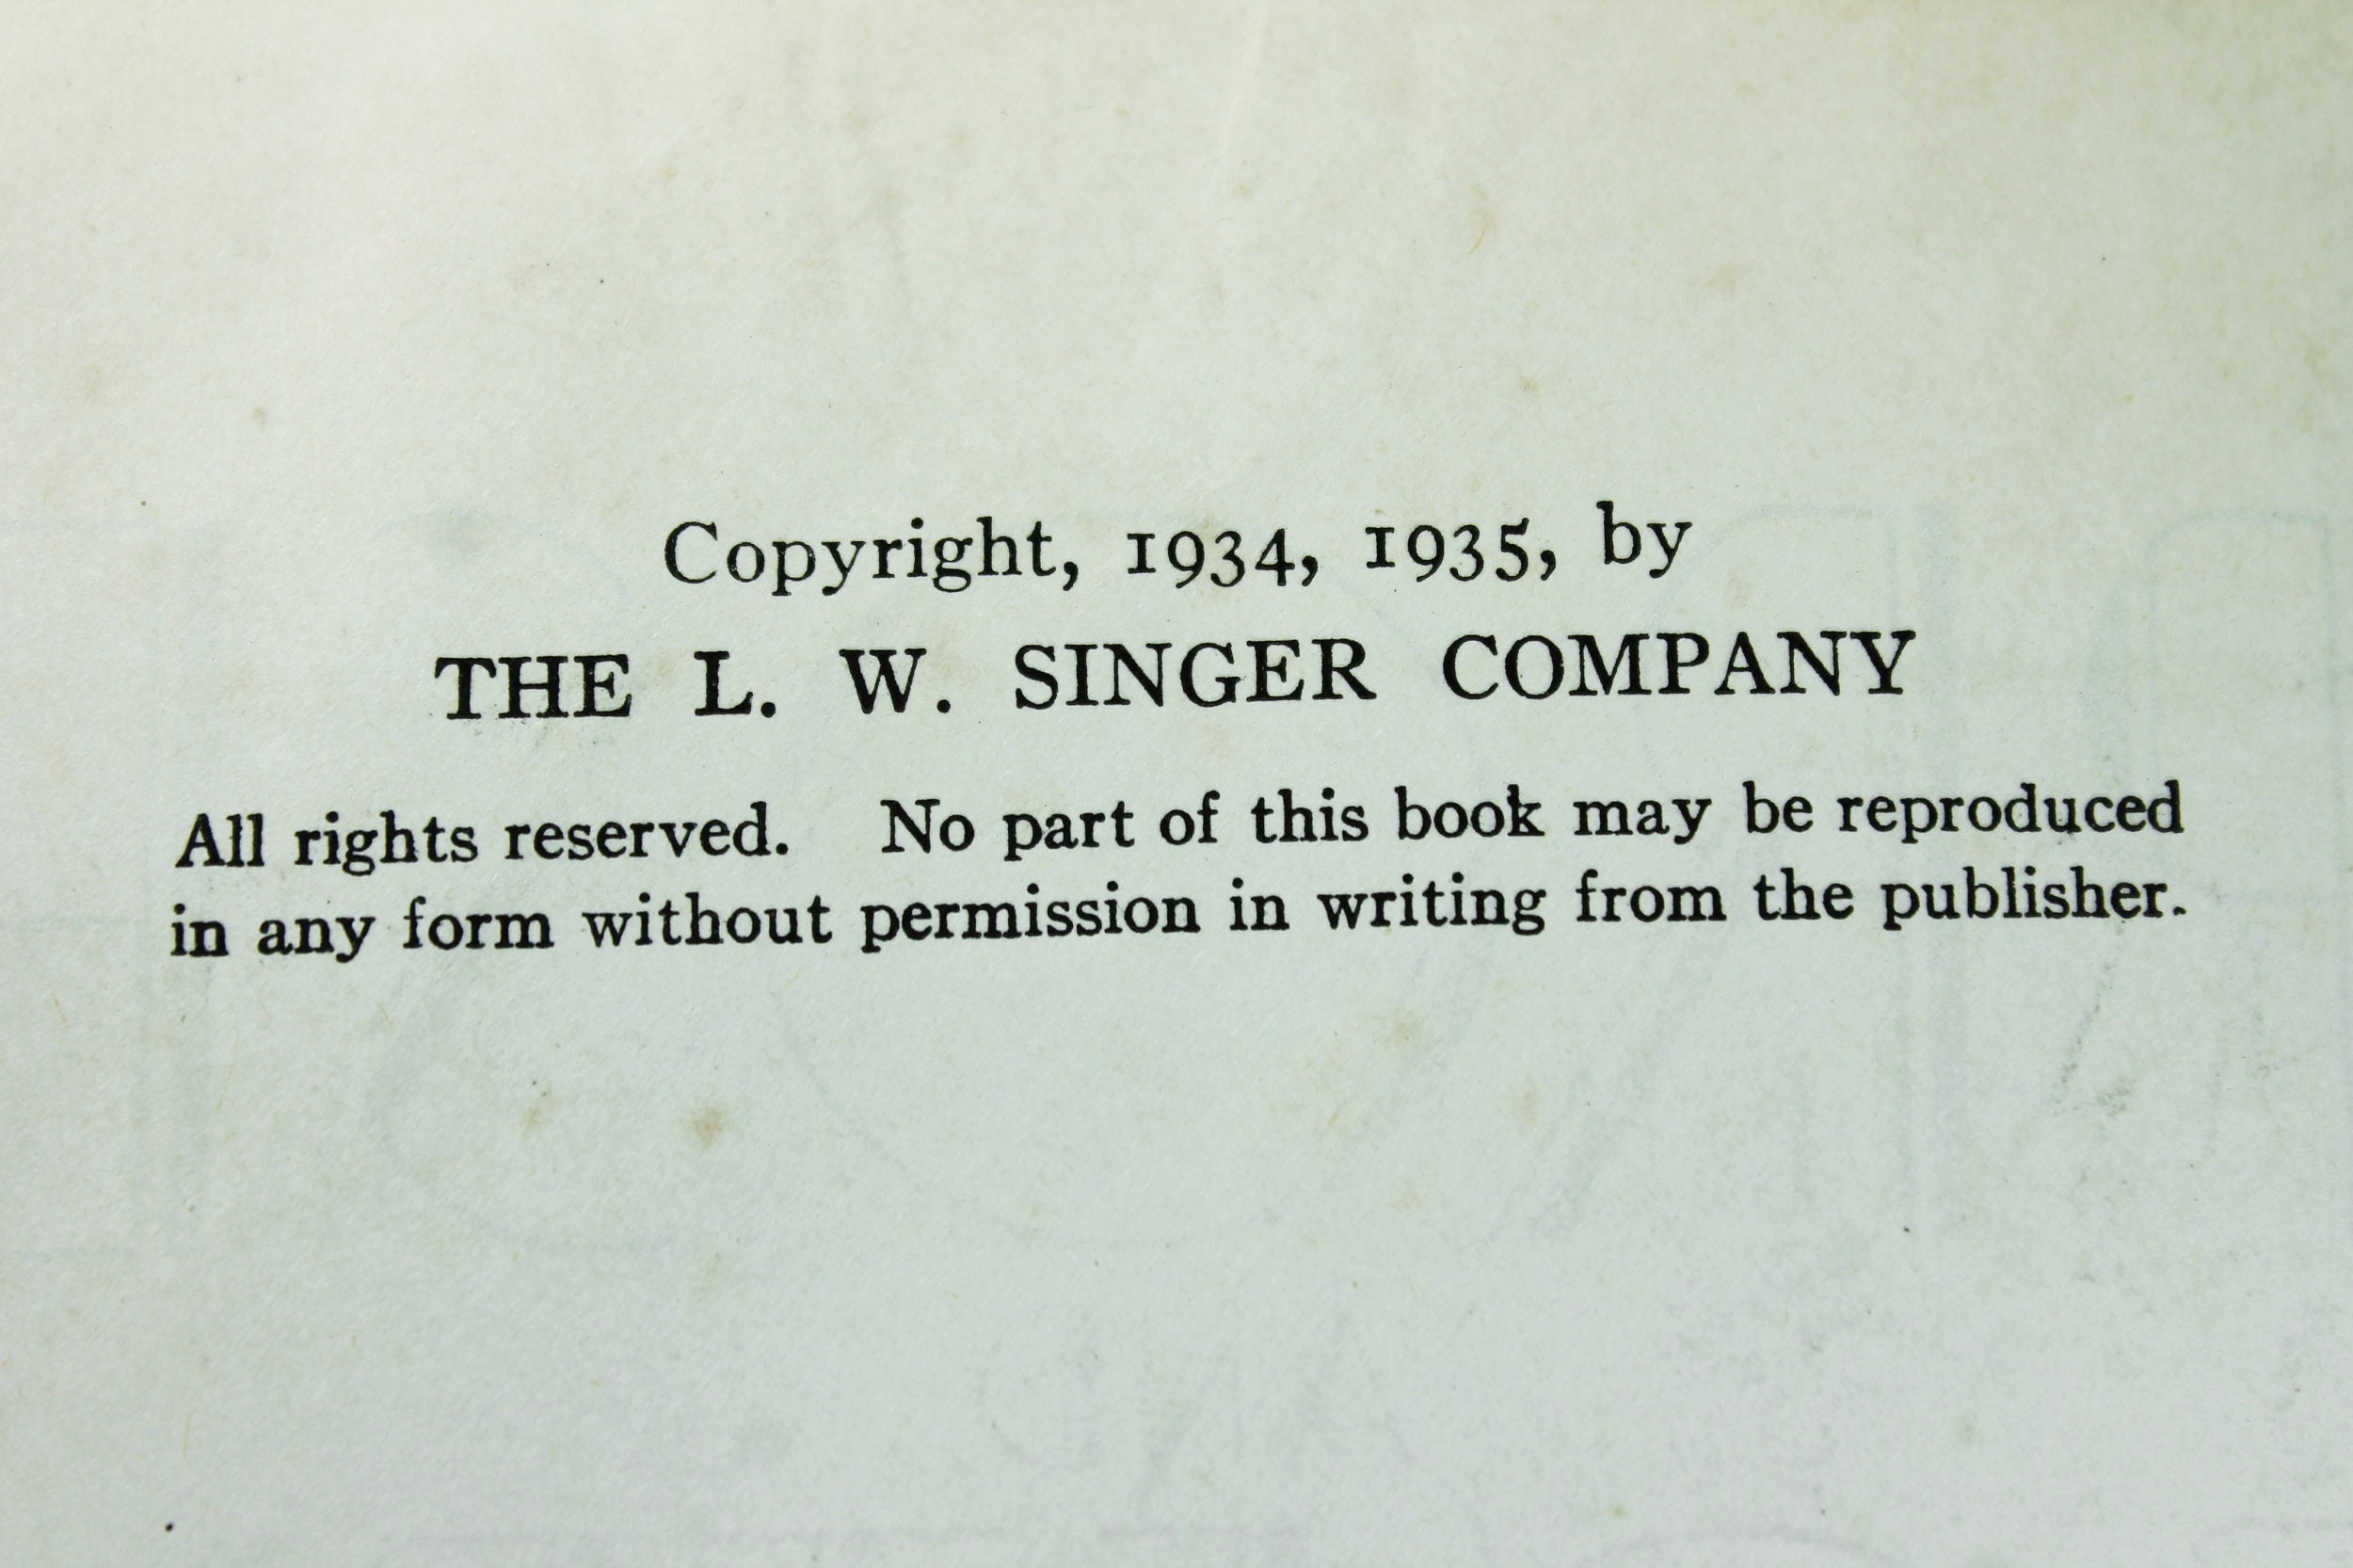 Copyright, 1934, 1935, by
THE L. W. SINGER COMPANY
All rights reserved. No part of this book may be reproduced
in any form without permission in writing from the publisher.